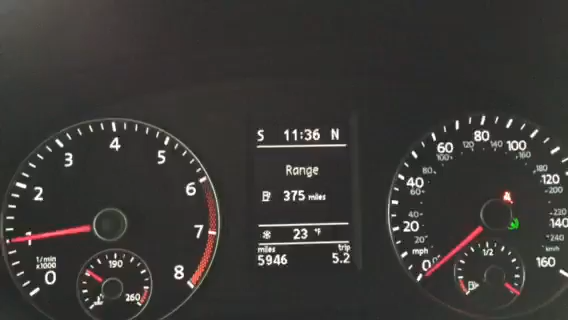 S 11:36 N
Range
375 miles
23 °F
miles trip
5946 5.2
0 1 2 3 4 5 6 7 8
1/min
x1000
190
260
0 20 40 60 80 100 120 140 160
mph
20 40 60 80 100 120 140 160 200 220 240
km/h
1/2